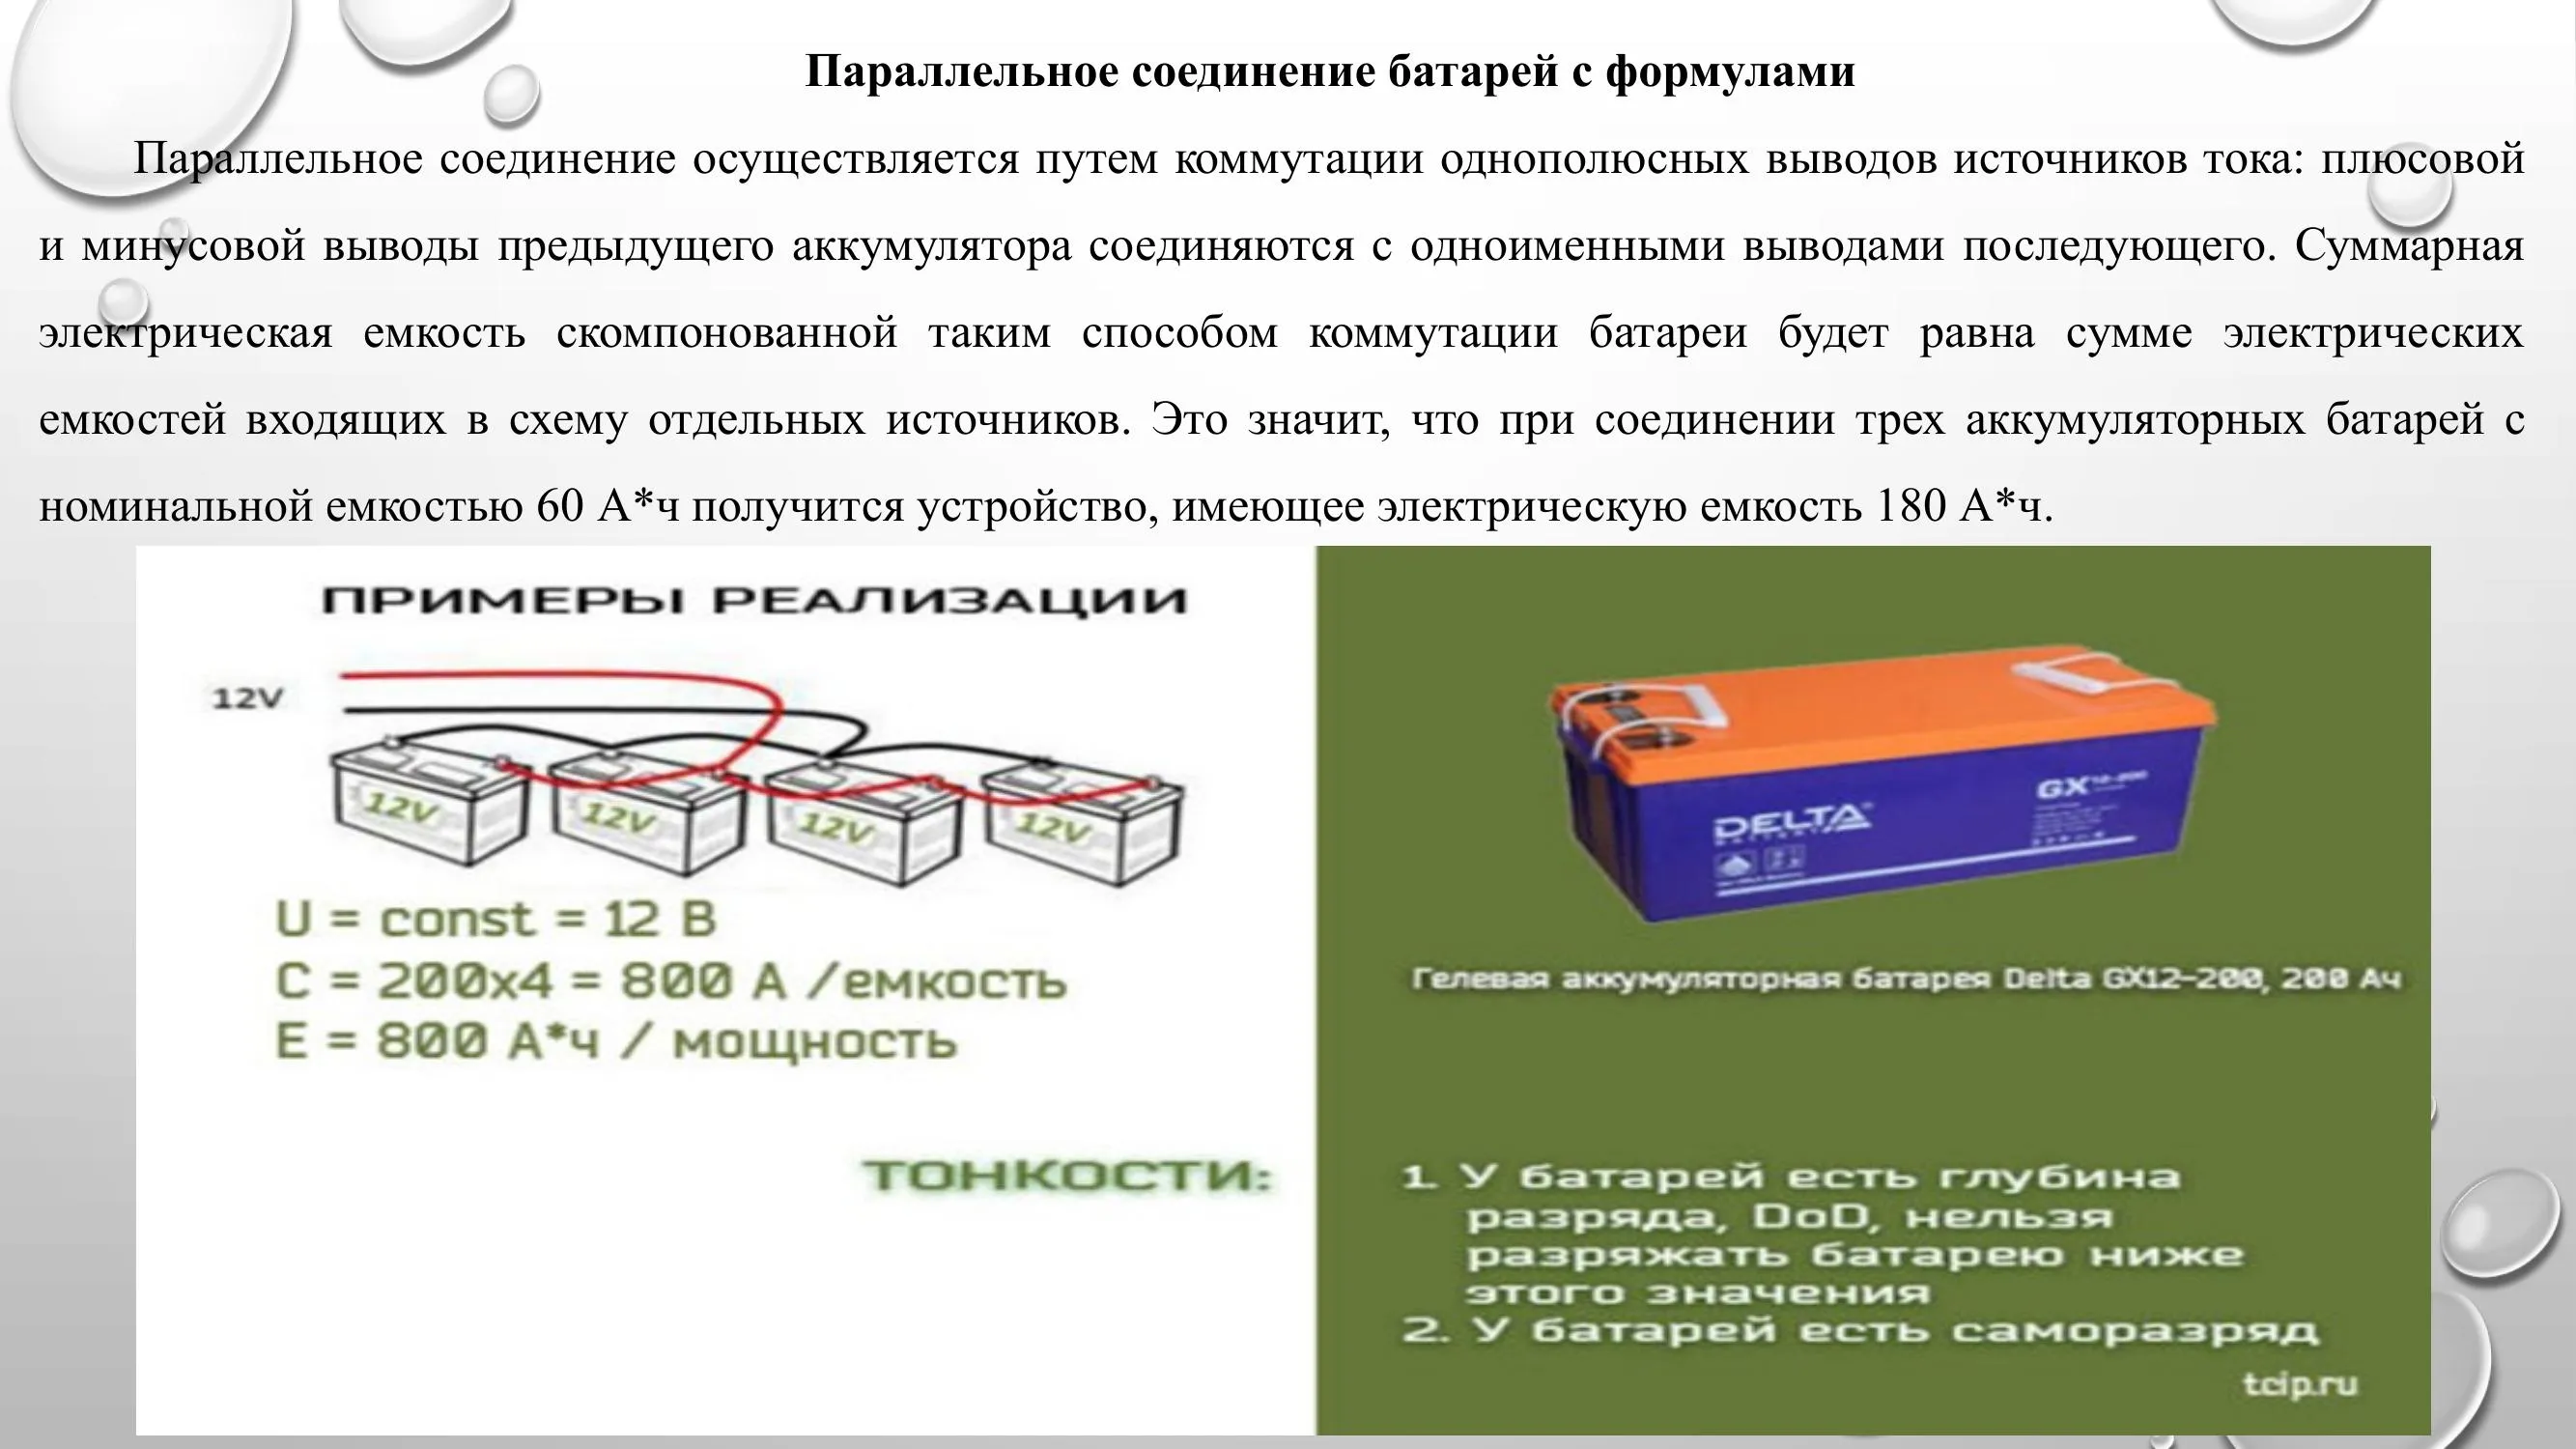 Параллельное соединение батарей с формулами
Параллельное соединение осуществляется путем коммутации однополюсных выводов источников тока: плюсовой
и минусовой выводы предыдущего аккумулятора соединяются с одноименными выводами последующего. Суммарная
электрическая емкость скомпонованной таким способом коммутации батареи будет равна сумме электрических
емкостей входящих в схему отдельных источников. Это значит, что при соединении трех аккумуляторных батарей с
номинальной емкостью 60 А*ч получится устройство, имеющее электрическую емкость 180 А*ч.
ПРИМЕРЫ РЕАЛИЗАЦИИ
12V
12V
12V
12V
12V
U = const = 12 В
C = 200x4 = 800 А /емкость
E = 800 А*ч / мощность
ТОНКОСТИ:
DELTA
GX 12-200
Гелевая аккумуляторная батарея Delta GX12-200, 200 Ач
1. У батарей есть глубина
разряда, DoD, нельзя
разряжать батарею ниже
этого значения
2. У батарей есть саморазряд
tcip.ru